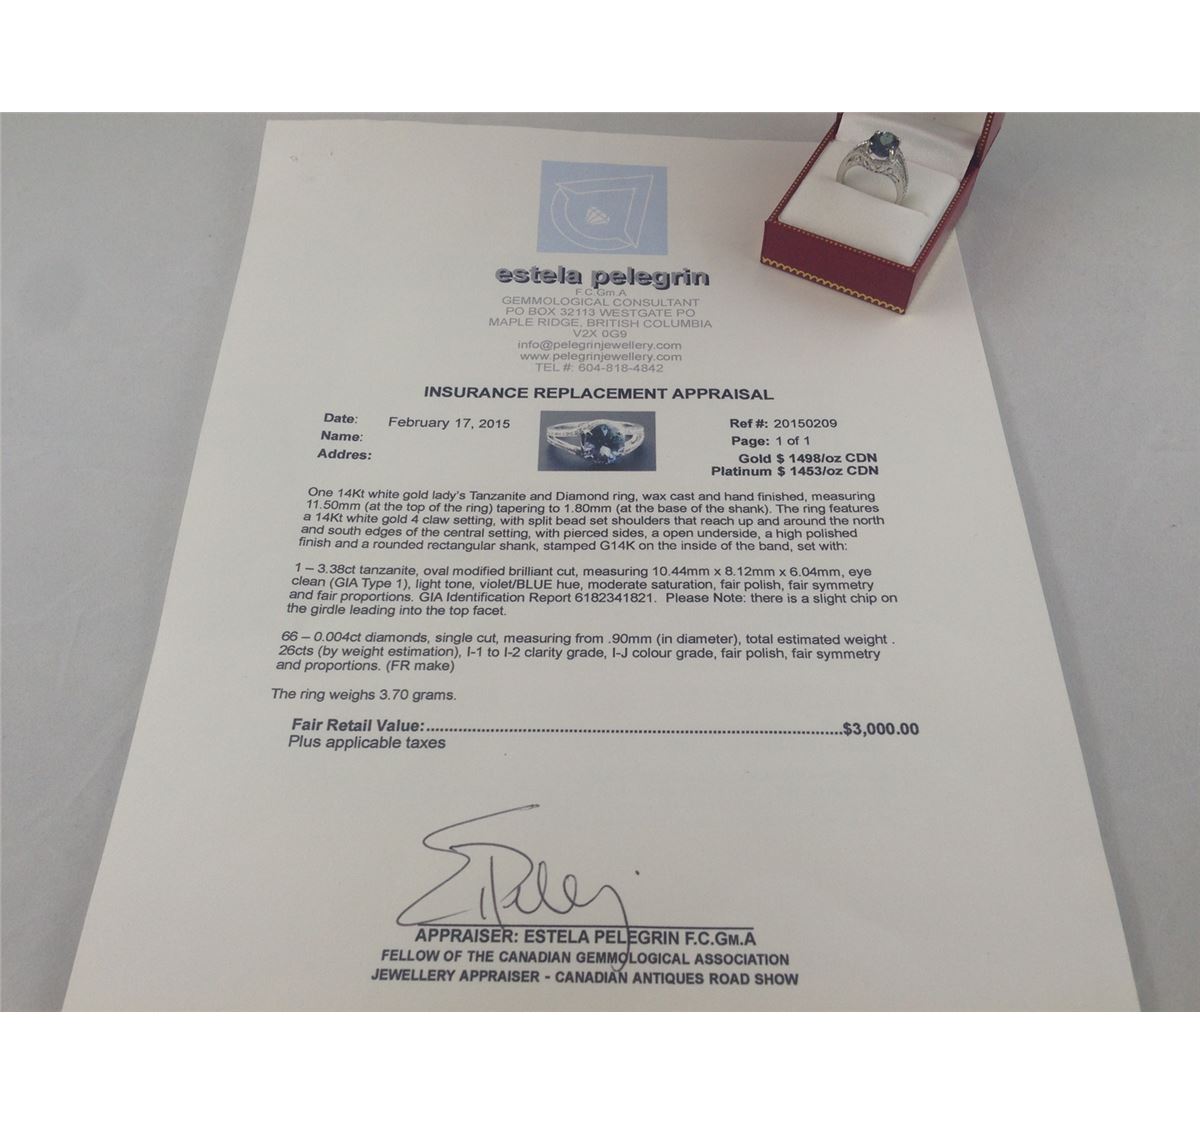 estela pelegrin
F.C.Gm.A
GEMMOLOGICAL CONSULTANT
PO BOX 32113 WESTGATE PO
MAPLE RIDGE, BRITISH COLUMBIA
V2X 0G9
info@pelegrinjewellery.com
www.pelegrinjewellery.com
TEL #: 604-818-4842
INSURANCE REPLACEMENT APPRAISAL
Date: February 17, 2015
Name:
Addres:
Ref #: 20150209
Page: 1 of 1
Gold $ 1498/oz CDN
Platinum $ 1453/oz CDN
One 14Kt white gold lady's Tanzanite and Diamond ring, wax cast and hand finished, measuring
11.50mm (at the top of the ring) tapering to 1.80mm (at the base of the shank). The ring features
a 14Kt white gold 4 claw setting, with split bead set shoulders that reach up and around the north
and south edges of the central setting, with pierced sides, a open underside, a high polished
finish and a rounded rectangular shank, stamped G14K on the inside of the band, set with:
1 – 3.38ct tanzanite, oval modified brilliant cut, measuring 10.44mm x 8.12mm x 6.04mm, eye
clean (GIA Type 1), light tone, violet/BLUE hue, moderate saturation, fair polish, fair symmetry
and fair proportions. GIA Identification Report 6182341821. Please Note: there is a slight chip on
the girdle leading into the top facet.
66 – 0.004ct diamonds, single cut, measuring from .90mm (in diameter), total estimated weight .
26cts (by weight estimation), I-1 to I-2 clarity grade, I-J colour grade, fair polish, fair symmetry
and proportions. (FR make)
The ring weighs 3.70 grams.
Fair Retail Value:..........................................................................................$3,000.00
Plus applicable taxes
APPRAISER: ESTELA PELEGRIN F.C.GM.A
FELLOW OF THE CANADIAN GEMMOLOGICAL ASSOCIATION
JEWELLERY APPRAISER - CANADIAN ANTIQUES ROAD SHOW